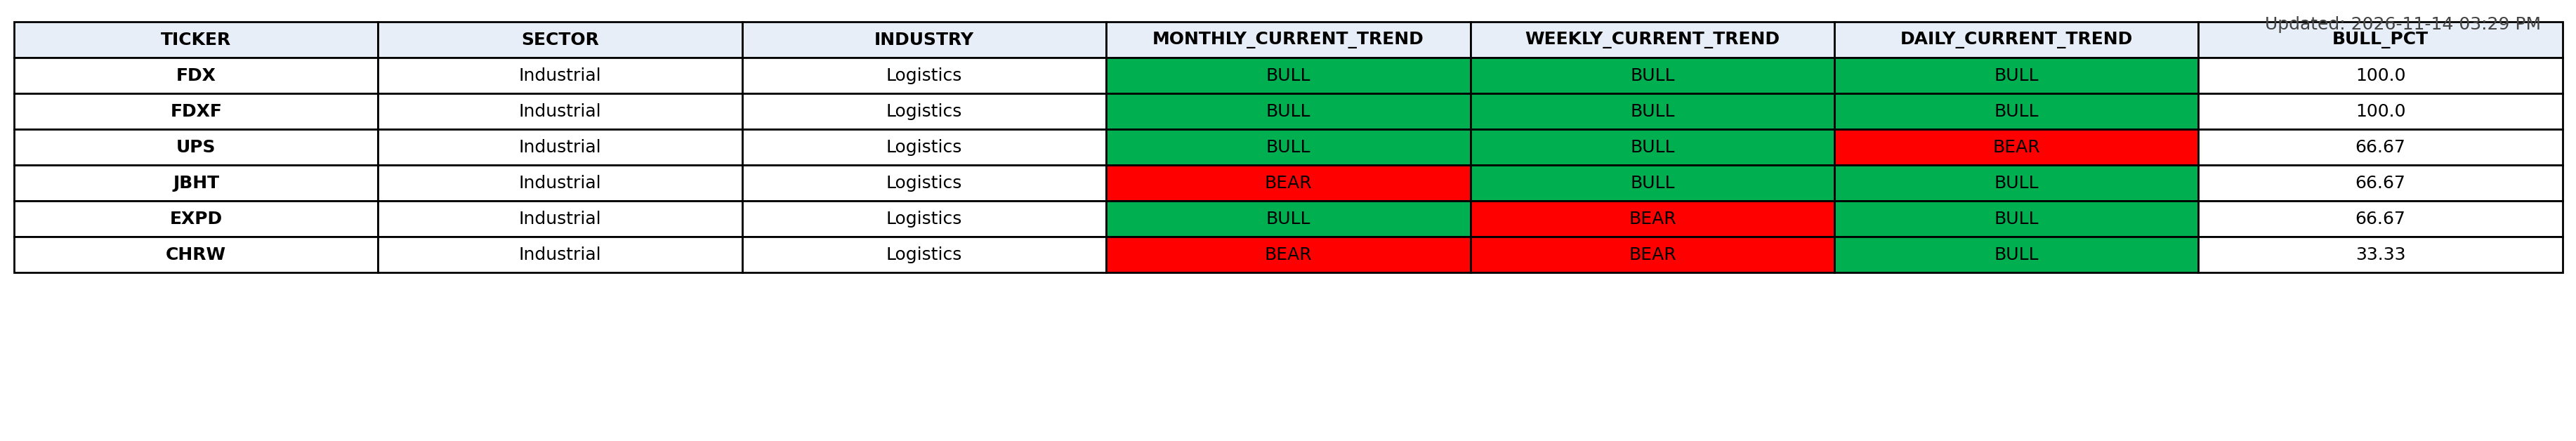 Updated: 2026-11-14 03:29 PM
TICKER SECTOR INDUSTRY MONTHLY_CURRENT_TREND WEEKLY_CURRENT_TREND DAILY_CURRENT_TREND BULL_PCT
FDX Industrial Logistics BULL BULL BULL 100.0
FDXF Industrial Logistics BULL BULL BULL 100.0
UPS Industrial Logistics BULL BULL BEAR 66.67
JBHT Industrial Logistics BEAR BULL BULL 66.67
EXPD Industrial Logistics BULL BEAR BULL 66.67
CHRW Industrial Logistics BEAR BEAR BULL 33.33